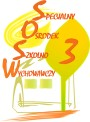 SPECJALNY
OŚRODEK
SZKOLNO
WYCHOWAWCZY
3